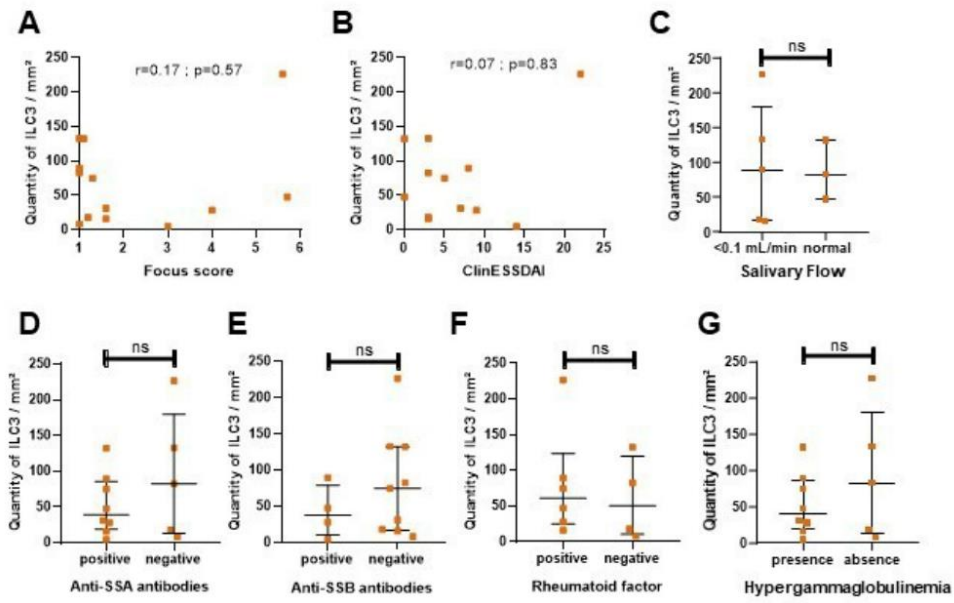 A
B
C
r=0.17 ; p=0.57
r=0.07 ; p=0.83
ns
Quantity of ILC3 / mm²
250
200
150
100
50
0
1 2 3 4 5 6
Focus score
Quantity of ILC3 / mm²
250
200
150
100
50
0
0 5 10 15 20 25
ClinESSDAI
Quantity of ILC3 / mm²
250
200
150
100
50
0
<0.1 mL/min normal
Salivary Flow
D
E
F
G
ns
ns
ns
ns
Quantity of ILC3 / mm²
250
200
150
100
50
0
positive negative
Anti-SSA antibodies
Quantity of ILC3 / mm²
250
200
150
100
50
0
positive negative
Anti-SSB antibodies
Quantity of ILC3 / mm²
250
200
150
100
50
0
positive negative
Rheumatoid factor
Quantity of ILC3 / mm²
250
200
150
100
50
0
presence absence
Hypergammaglobulinemia